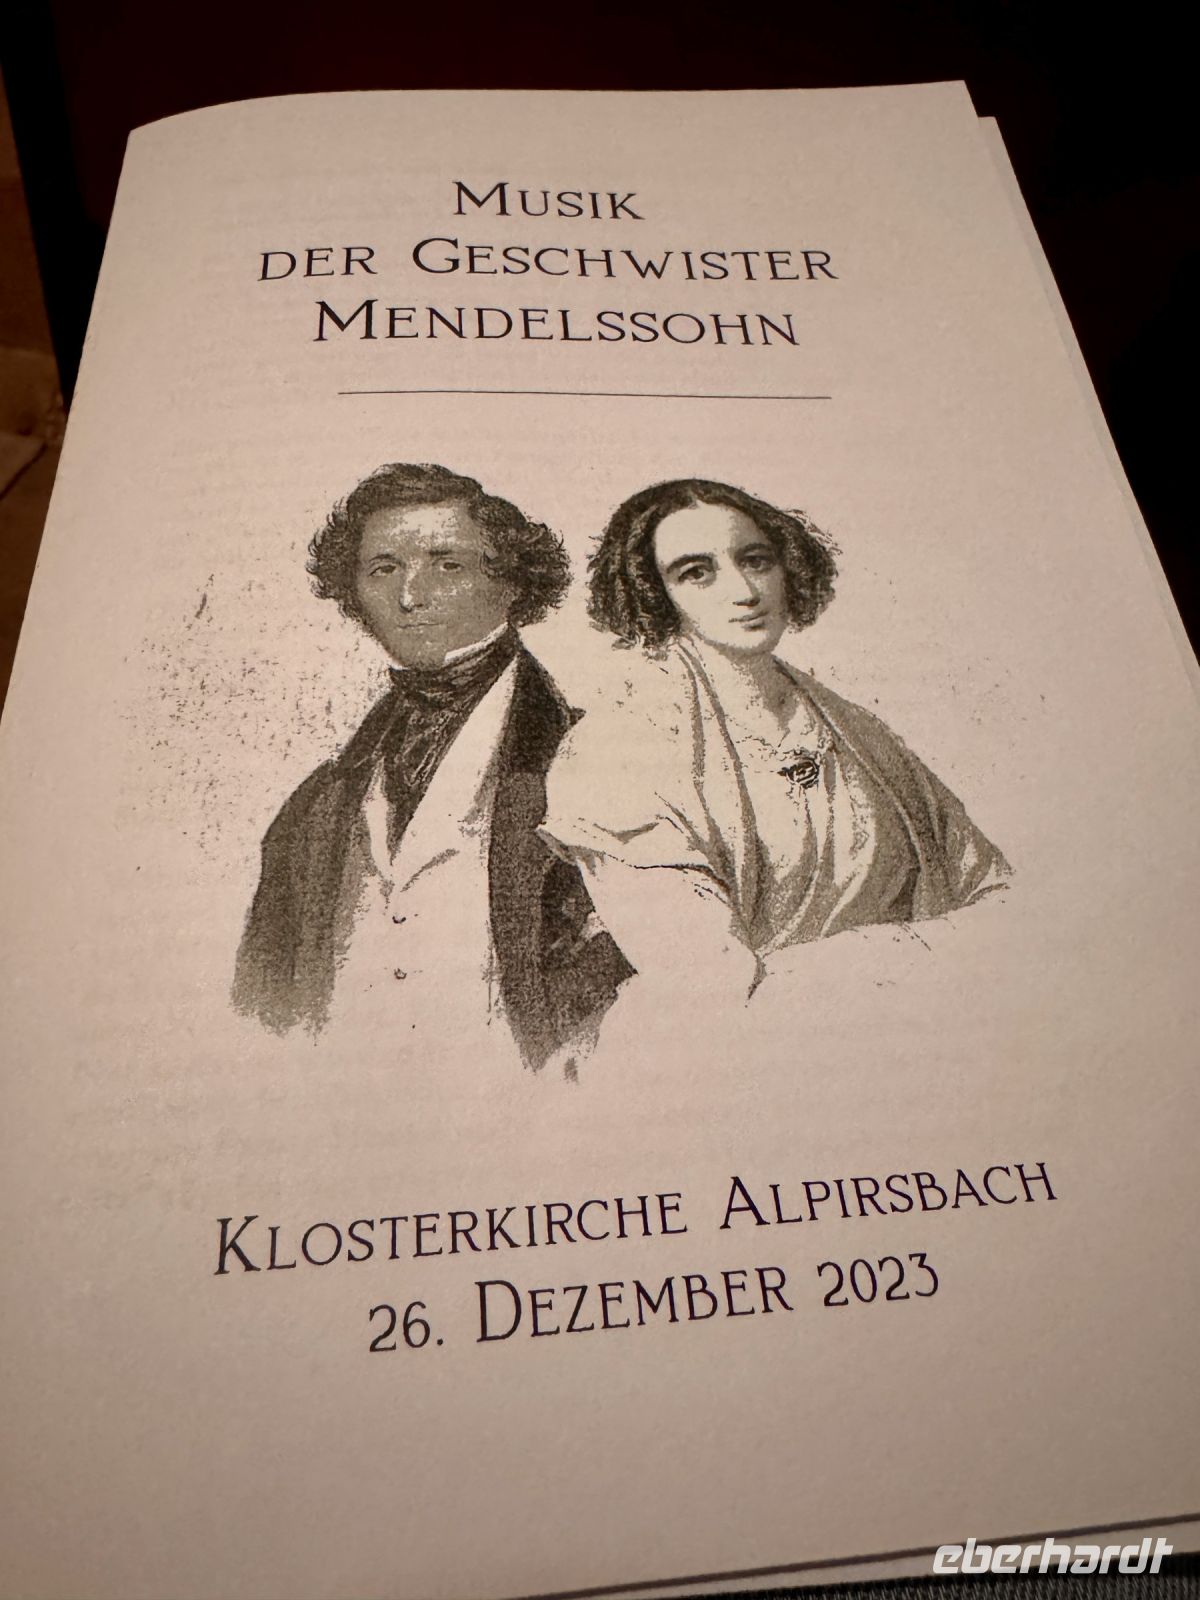 MUSIK
DER GESCHWISTER
MENDELSSOHN
KLOSTERKIRCHE ALPIRSBACH
26. DEZEMBER 2023
eberhardt